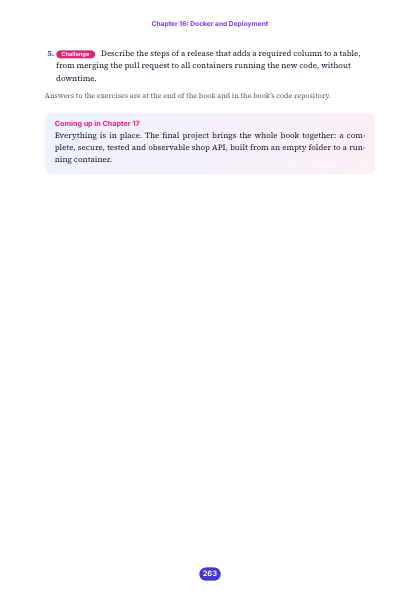 Chapter 16: Docker and Deployment
5. Challenge Describe the steps of a release that adds a required column to a table,
from merging the pull request to all containers running the new code, without
downtime.
Answers to the exercises are at the end of the book and in the book's code repository.
Coming up in Chapter 17
Everything is in place. The final project brings the whole book together: a com-
plete, secure, tested and observable shop API, built from an empty folder to a run-
ning container.
263